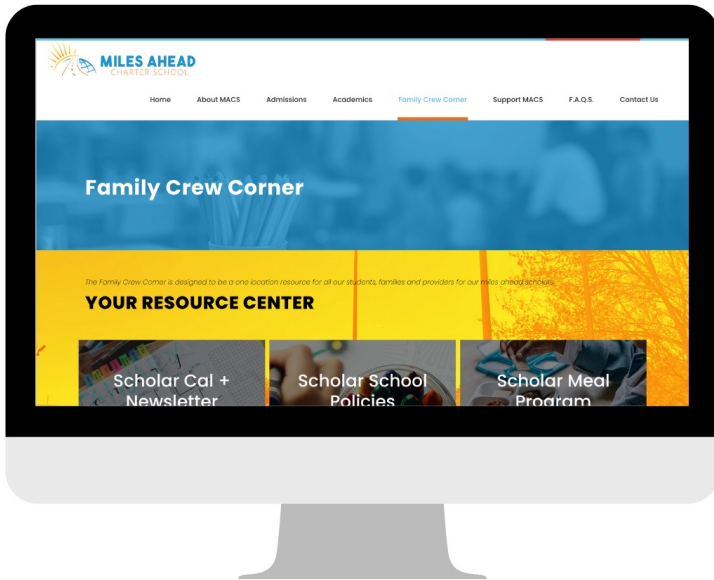 MILES AHEAD
CHARTER SCHOOL
Home About MACS Admissions Academics Family Crew Corner Support MACS F.A.Q.S. Contact Us
Family Crew Corner
The Family Crew Corner is designed to be a one location resource for all our students, families and providers for our miles ahead scholars.
YOUR RESOURCE CENTER
Scholar Cal +
Newsletter
Scholar School
Policies
Scholar Meal
Program